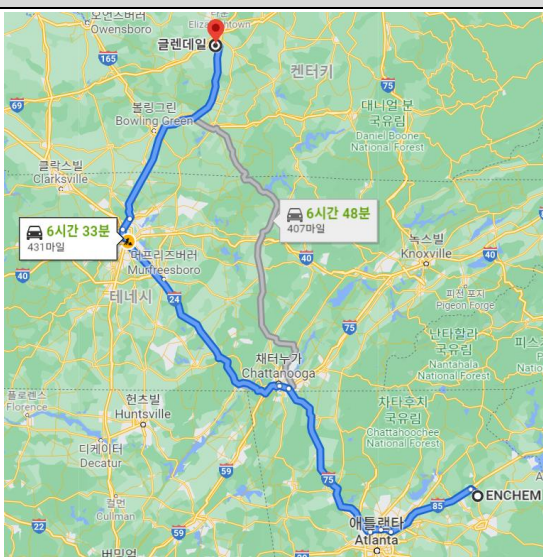 오언즈버러
Owensboro
Elizabethtown
글렌데일
165
켄터키
75
69
볼링그린
Bowling Green
대니얼 분
국유림
Daniel Boone
National Forest
클락스빌
Clarksville
6시간 33분
431마일
6시간 48분
407마일
머프리즈버러
Murfreesboro
40
녹스빌
Knoxville
40
40
테네시
24
피전 포지
Pigeon Forge
75
난타할라
국유림
Nantahala
National Forest
채터누가
Chattanooga
플로렌스
Florence
헌츠빌
Huntsville
차타후치
국유림
Chattahoochee
National Forest
디케이터
Decatur
59
75
85
ENCHEM
컬먼
Cullman
22
59
애틀랜타
Atlanta
버밍엄